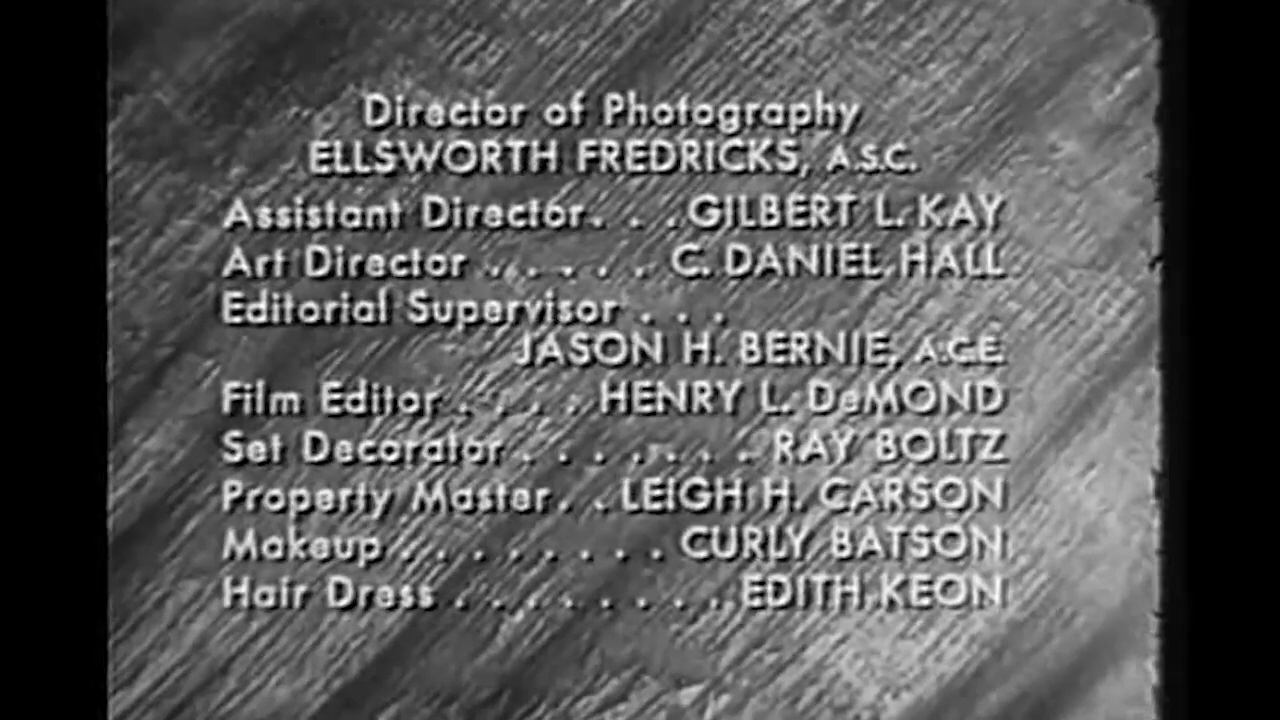 Director of Photography
ELLSWORTH FREDRICKS, A.S.C.
Assistant Director. . .GILBERT L. KAY
Art Director . . . . . C. DANIEL HALL
Editorial Supervisor . . .
JASON H. BERNIE, A.C.E.
Film Editor . . . . HENRY L. DeMOND
Set Decorator . . . . . . . RAY BOLTZ
Property Master. . LEIGH H. CARSON
Makeup . . . . . . . . CURLY BATSON
Hair Dress . . . . . . . . EDITH KEON